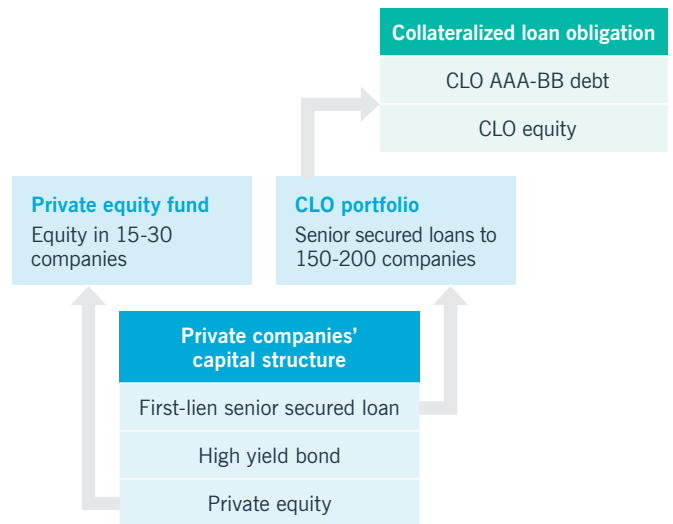 Collateralized loan obligation
CLO AAA-BB debt
CLO equity
Private equity fund
Equity in 15-30
companies
CLO portfolio
Senior secured loans to
150-200 companies
Private companies’
capital structure
First-lien senior secured loan
High yield bond
Private equity